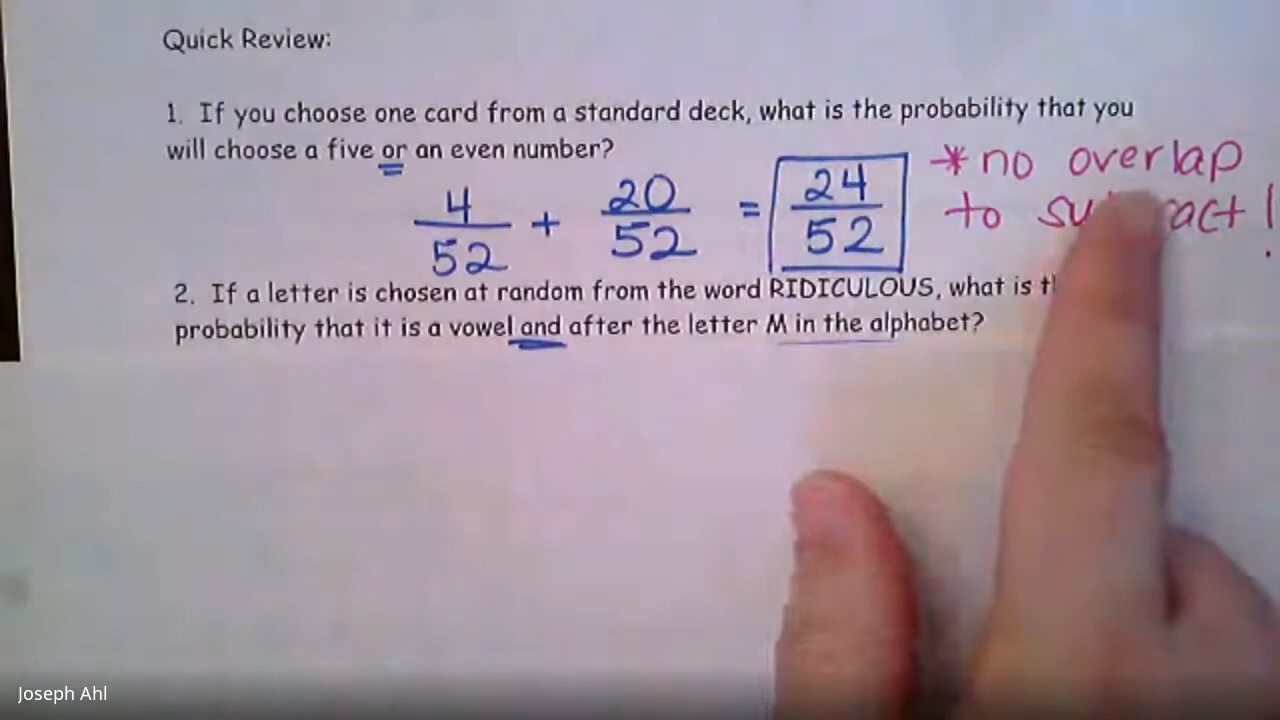 Quick Review:
1. If you choose one card from a standard deck, what is the probability that you
will choose a five or an even number?
4/52 + 20/52 = 24/52
* no overlap
to !
2. If a letter is chosen at random from the word RIDICULOUS, what is
probability that it is a vowel and after the letter M in the alphabet?
Joseph Ahl